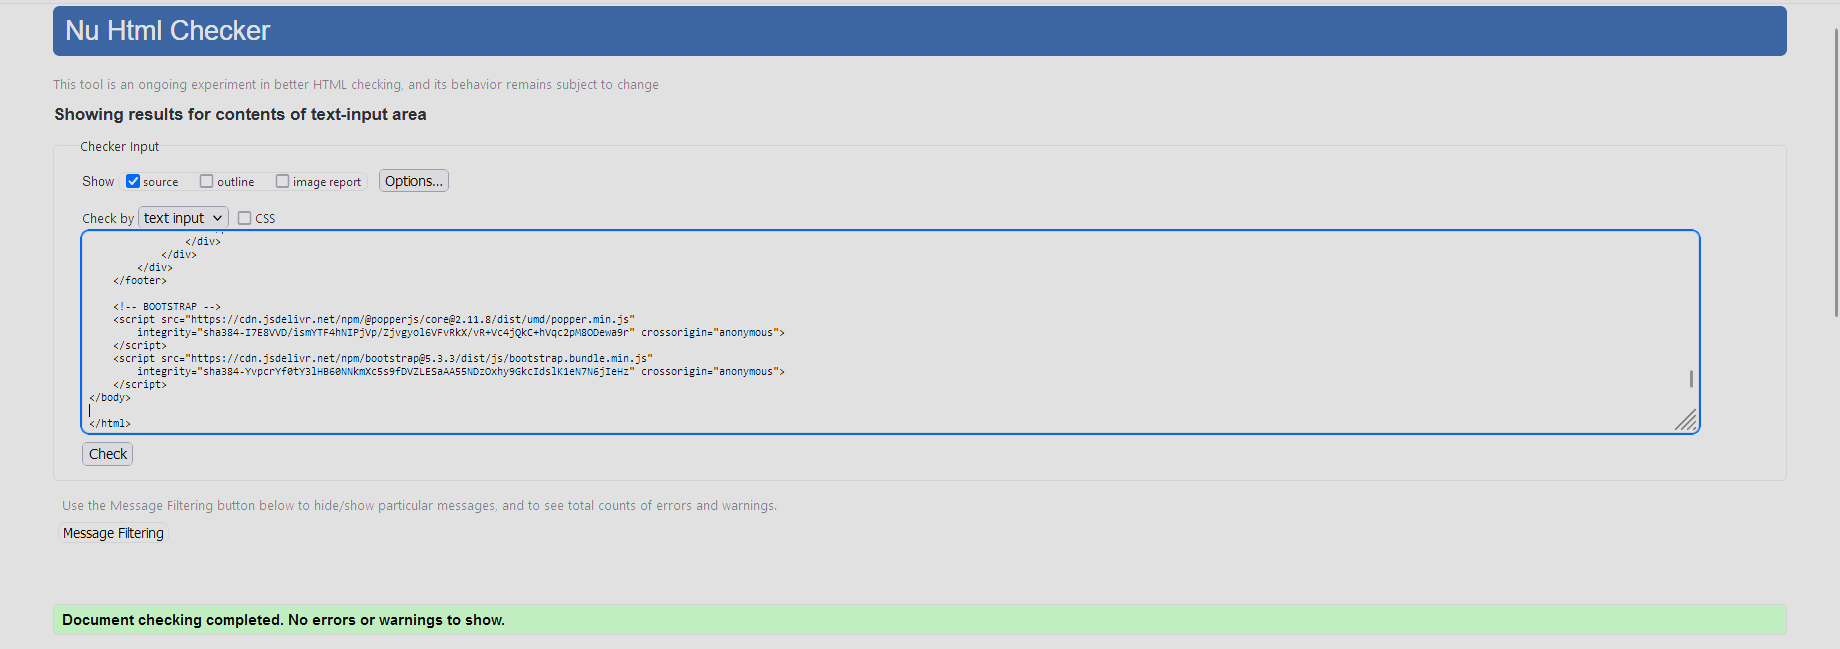 Nu Html Checker
This tool is an ongoing experiment in better HTML checking, and its behavior remains subject to change
Showing results for contents of text-input area
Checker Input
Show source outline image report Options...
Check by text input CSS
</div>
</div>
</div>
</footer>
<!-- BOOTSTRAP -->
<script src="https://cdn.jsdelivr.net/npm/@popperjs/core@2.11.8/dist/umd/popper.min.js"
integrity="sha384-I7E8VVD/ismYTF4hNIPjVp/Zjvgyol6VFvRkX/vR+Vc4jQkC+hVqc2pM8ODewa9r" crossorigin="anonymous">
</script>
<script src="https://cdn.jsdelivr.net/npm/bootstrap@5.3.3/dist/js/bootstrap.bundle.min.js"
integrity="sha384-YvpcrYf0tY3lHB60NNkmXc5s9fDVZLESaAA55NDzOxhy9GkcIdslK1eN7N6jIeHz" crossorigin="anonymous">
</script>
</body>
</html>
Check
Use the Message Filtering button below to hide/show particular messages, and to see total counts of errors and warnings.
Message Filtering
Document checking completed. No errors or warnings to show.